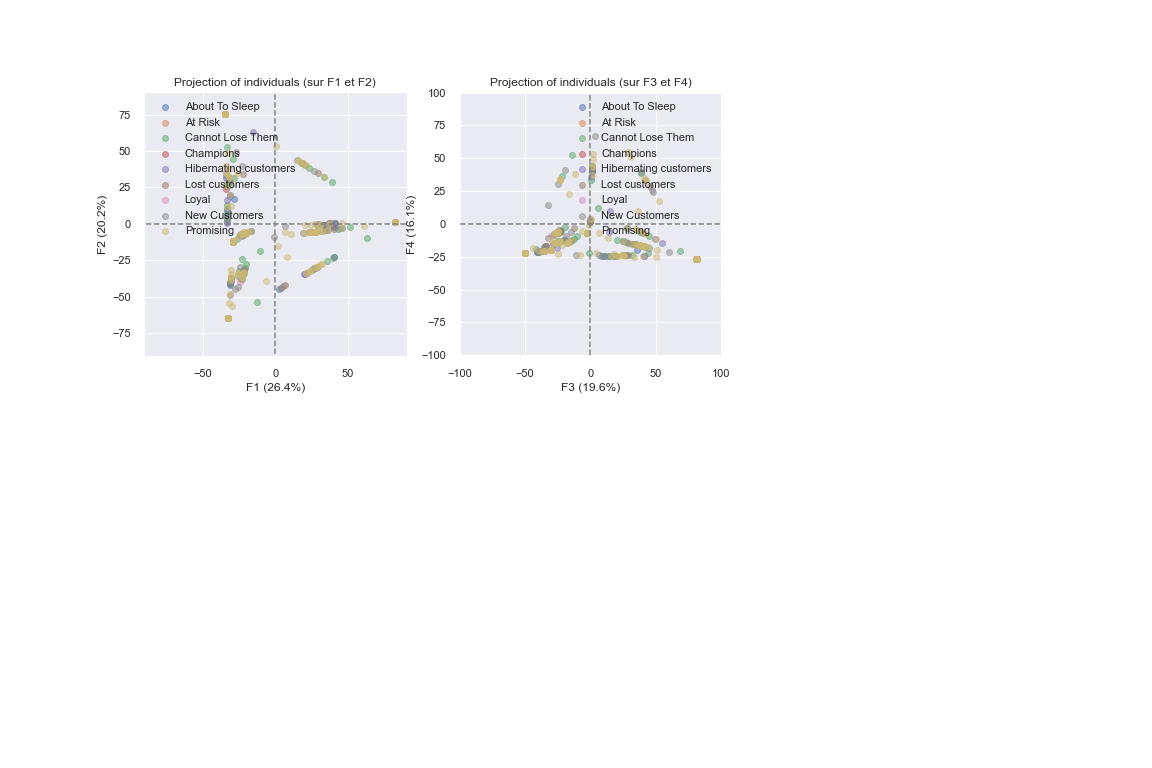 Projection of individuals (sur F1 et F2)
75
50
25
0
−25
−50
−75
−50
0
50
F1 (26.4%)
F2 (20.2%)
About To Sleep
At Risk
Cannot Lose Them
Champions
Hibernating customers
Lost customers
Loyal
New Customers
Promising
Projection of individuals (sur F3 et F4)
100
75
50
25
0
−25
−50
−75
−100
−100
−50
0
50
100
F3 (19.6%)
F4 (16.1%)
About To Sleep
At Risk
Cannot Lose Them
Champions
Hibernating customers
Lost customers
Loyal
New Customers
Promising